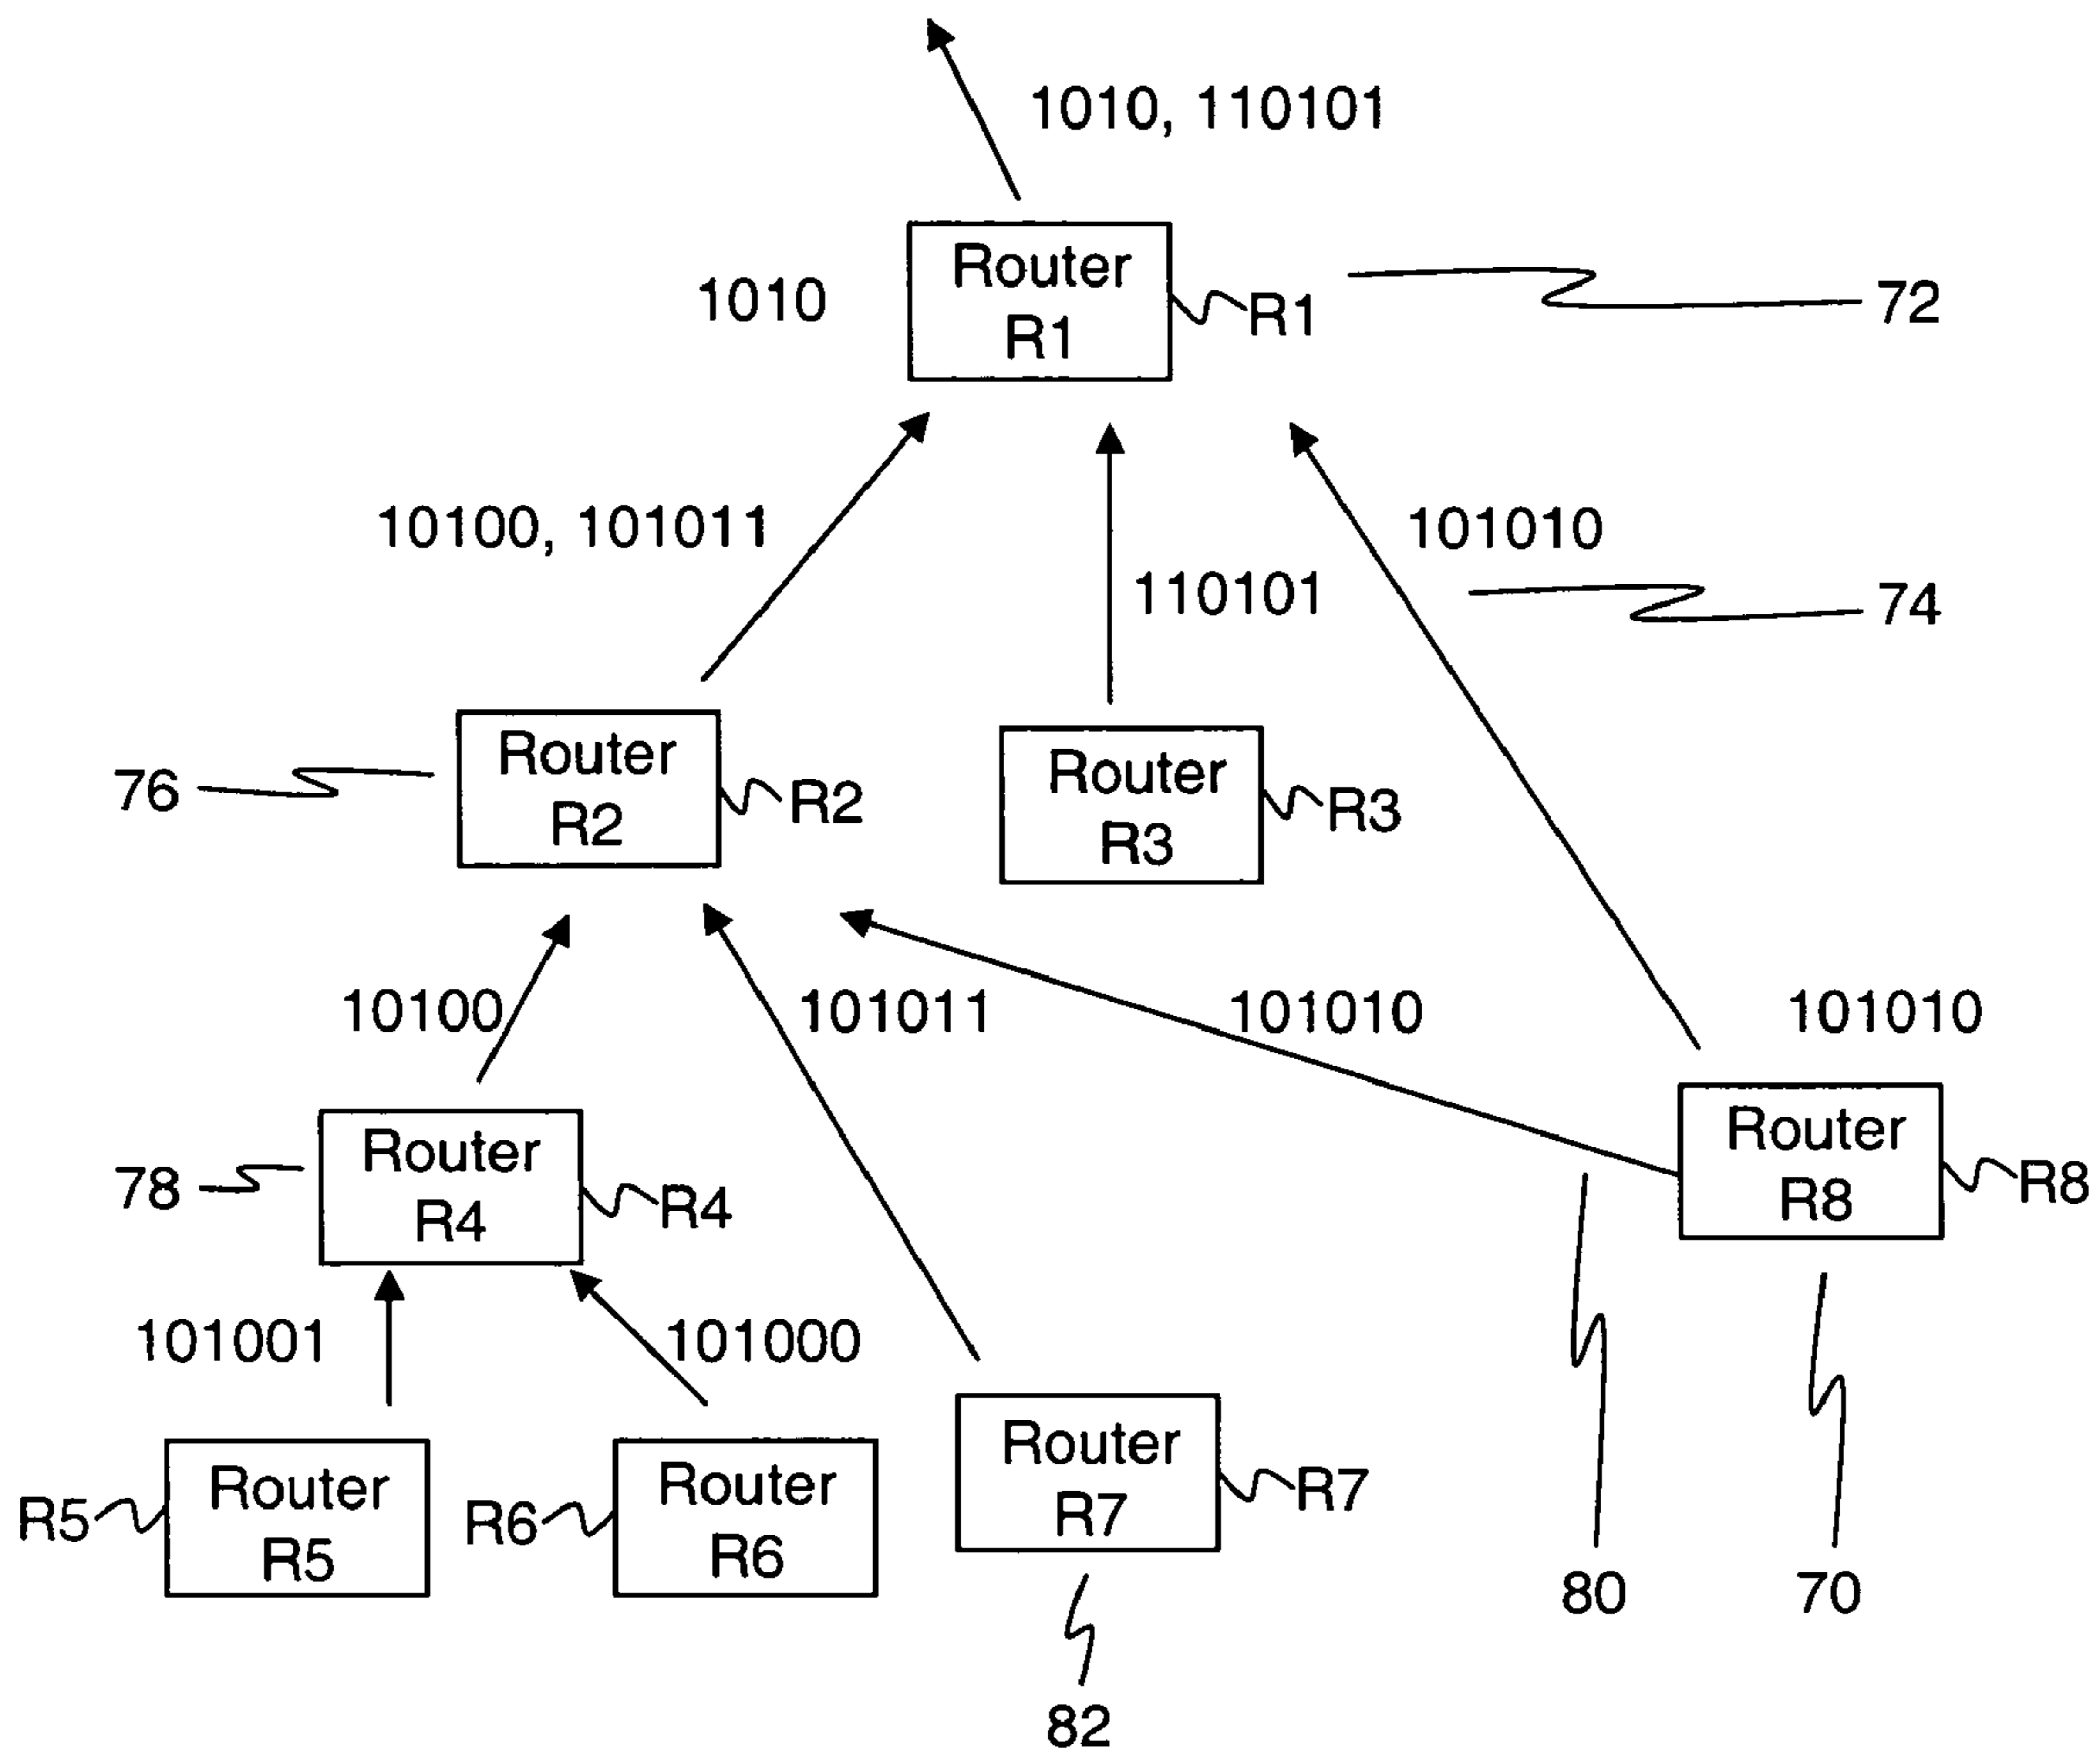 1010, 110101
1010
Router
R1
R1
72
10100, 101011
110101
101010
74
76
Router
R2
R2
Router
R3
R3
10100
101011
101010
101010
78
Router
R4
R4
Router
R8
R8
101001
101000
R5
Router
R5
R6
Router
R6
Router
R7
R7
80
70
82